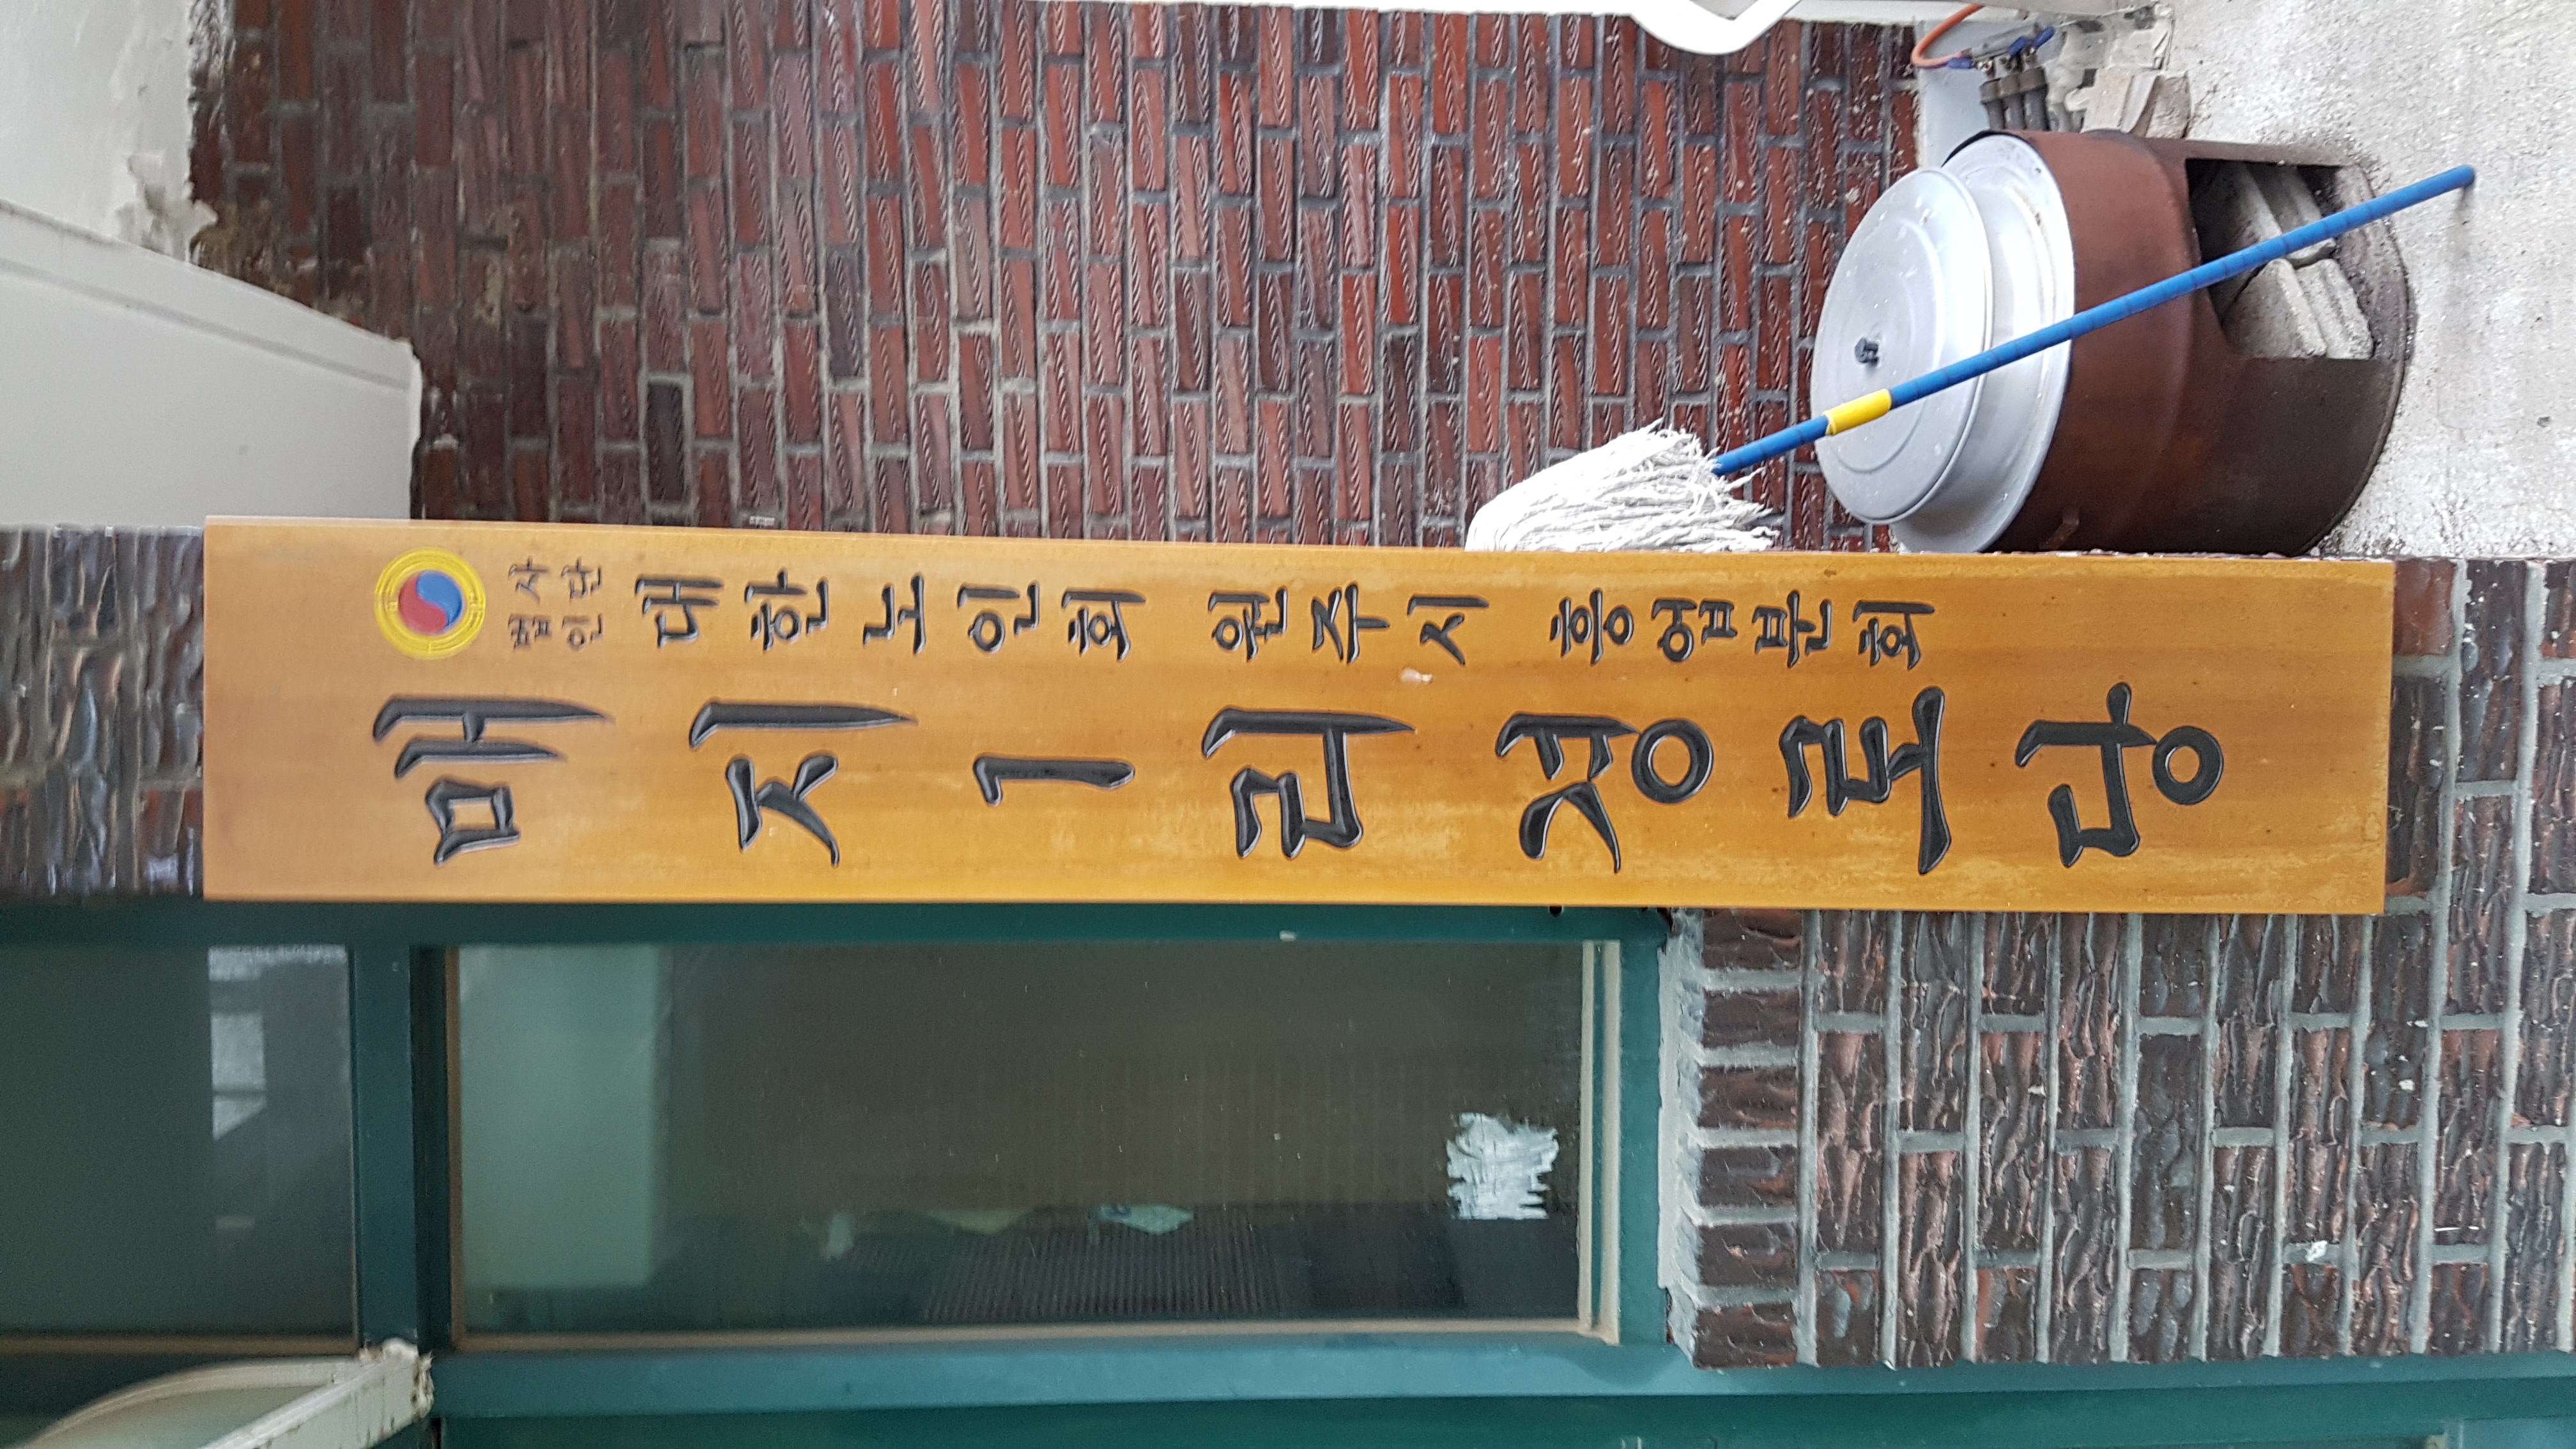 사단
법인
대한노인회 원주시 흥업분회
매지1리경로당